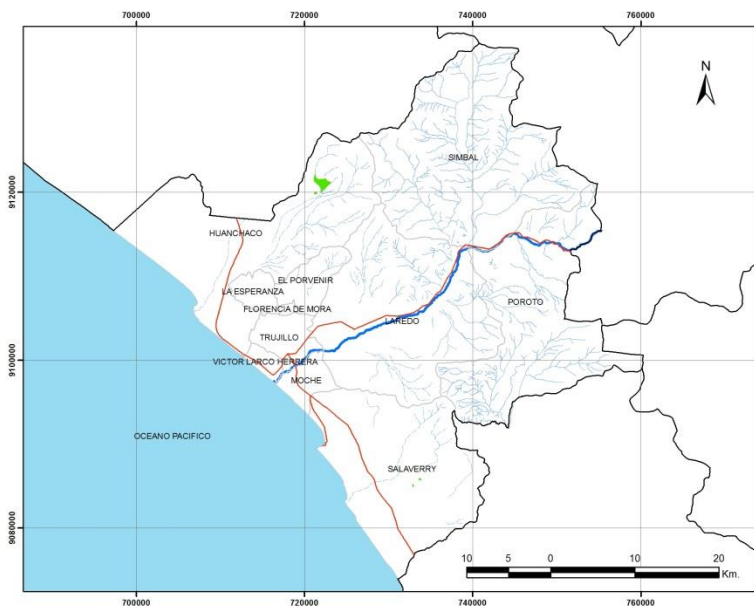 700000 720000 740000 760000
N
SIMBAL
9120000
HUANCHACO
EL PORVENIR
LA ESPERANZA
POROTO
FLORENCIA DE MORA
LAREDO
TRUJILLO
9100000
VICTOR LARCO HERRERA
MOCHE
OCEANO PACIFICO
SALAVERRY
9080000
10 5 0 10 20
Km.
700000 720000 740000 760000